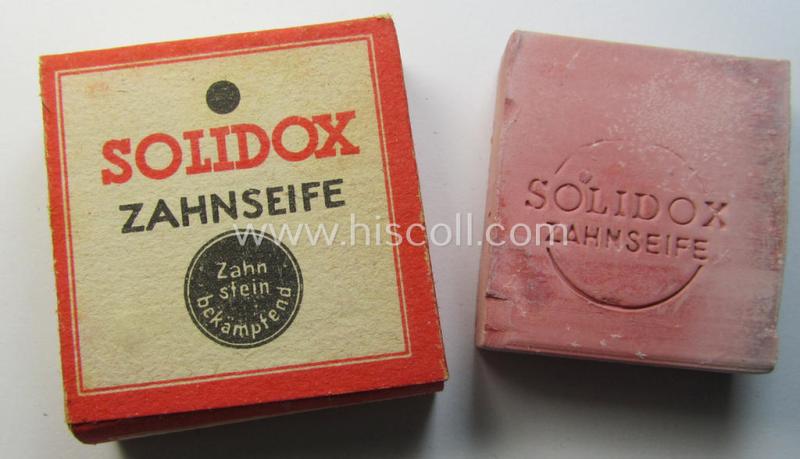 SOLIDOX
ZAHNSEIFE
Zahn
stein
bekämpfend
SOLIDOX
ZAHNSEIFE
www.hiscoll.com